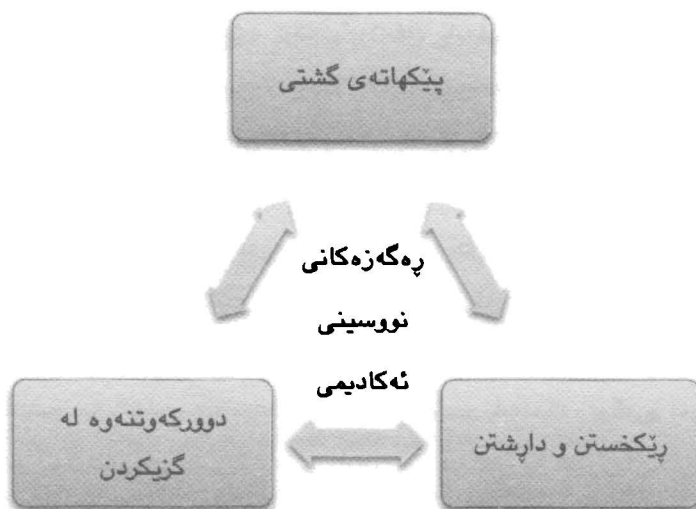 پێکهاتەی گشتی
ڕەگەزەکانی
نووسینی
ئەکادیمی
ڕێکخستن و داڕشتن
دوورکەوتنەوە لە
گزیکردن